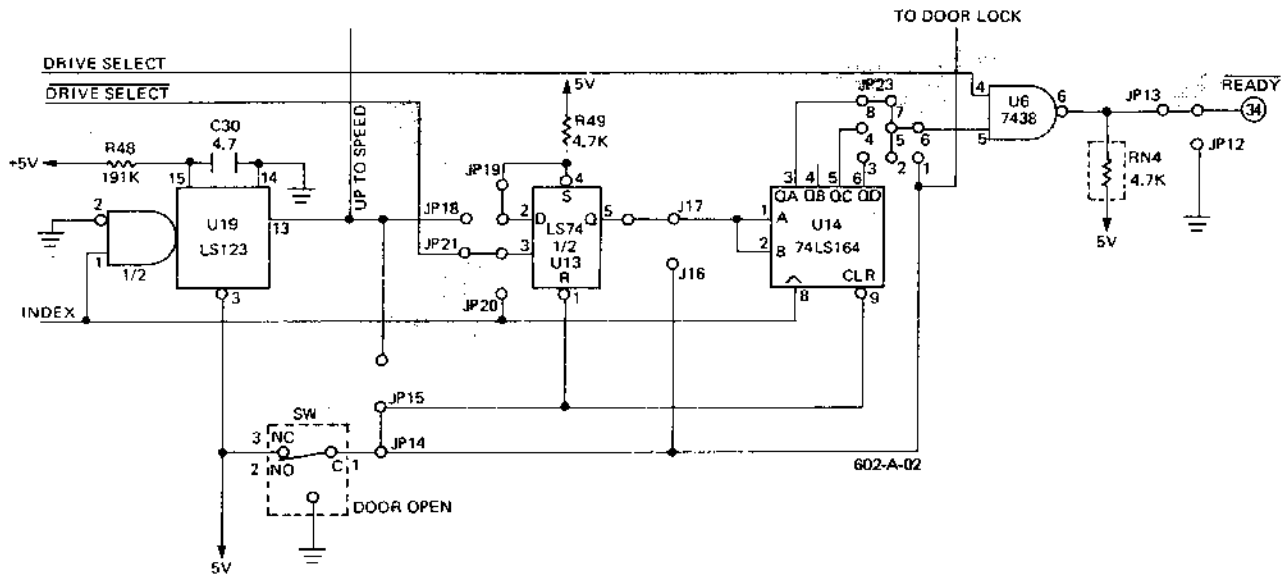 TO DOOR LOCK
DRIVE SELECT
DRIVE SELECT
5V
JP23
4
U6
7438
6
5
JP13
READY
34
JP12
C30
4.7
R49
4.7K
8
7
4
5
6
3
2
1
RN4
4.7K
5V
+5V
R48
191K
15
14
UP TO SPEED
JP19
4
S
3
4
5
6
QA
QB
QC
QD
2
U19
LS123
13
JP18
2
D
Q
5
LS74
1/2
U13
J17
1
A
U14
74LS164
2
B
1
1/2
JP21
3
R
J16
CLR
3
JP20
1
8
9
INDEX
JP15
SW
3
NC
JP14
2
NO
C
1
602-A-02
DOOR OPEN
5V